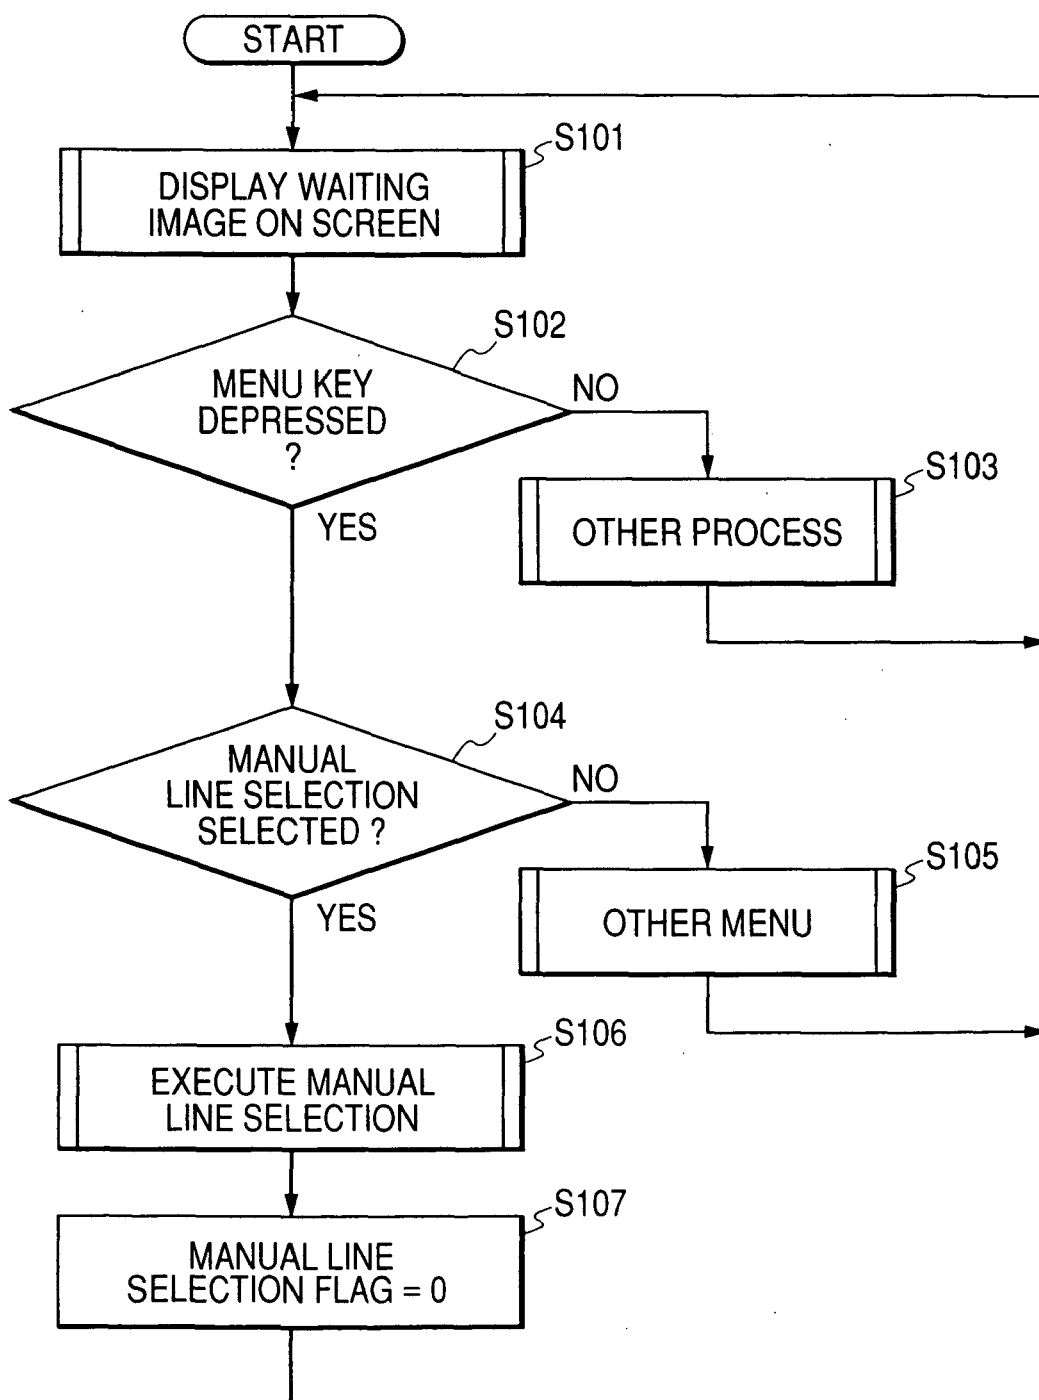 START
S101
DISPLAY WAITING
IMAGE ON SCREEN
S102
MENU KEY
DEPRESSED
?
NO
YES
S103
OTHER PROCESS
S104
MANUAL
LINE SELECTION
SELECTED ?
NO
YES
S105
OTHER MENU
S106
EXECUTE MANUAL
LINE SELECTION
S107
MANUAL LINE
SELECTION FLAG = 0